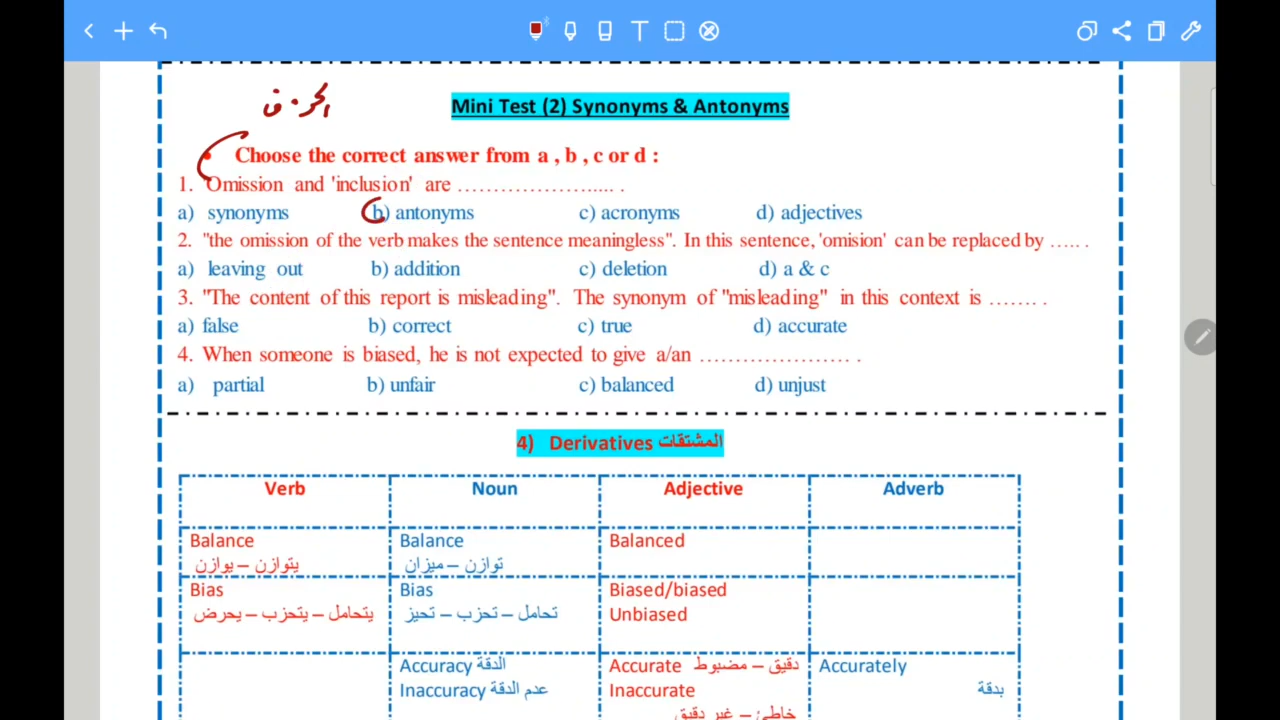 Mini Test (2) Synonyms & Antonyms
• Choose the correct answer from a , b , c or d :
1. Omission and 'inclusion' are …………………..... .
a) synonyms b) antonyms c) acronyms d) adjectives
2. "the omission of the verb makes the sentence meaningless". In this sentence, 'omision' can be replaced by ….. .
a) leaving out b) addition c) deletion d) a & c
3. "The content of this report is misleading". The synonym of "misleading" in this context is ……. .
a) false b) correct c) true d) accurate
4. When someone is biased, he is not expected to give a/an ………………… .
a) partial b) unfair c) balanced d) unjust
4) Derivatives المشتقات
Verb Noun Adjective Adverb
Balance Balance Balanced
يتوازن – يوازن توازن – ميزان
Bias Bias Biased/biased
يتحامل – يتحزب – يحرض تحامل – تحزب – تحيز Unbiased
Accuracy الدقة Accurate دقيق – مضبوط Accurately
Inaccuracy عدم الدقة Inaccurate بدقة
خاطئ – غير دقيق